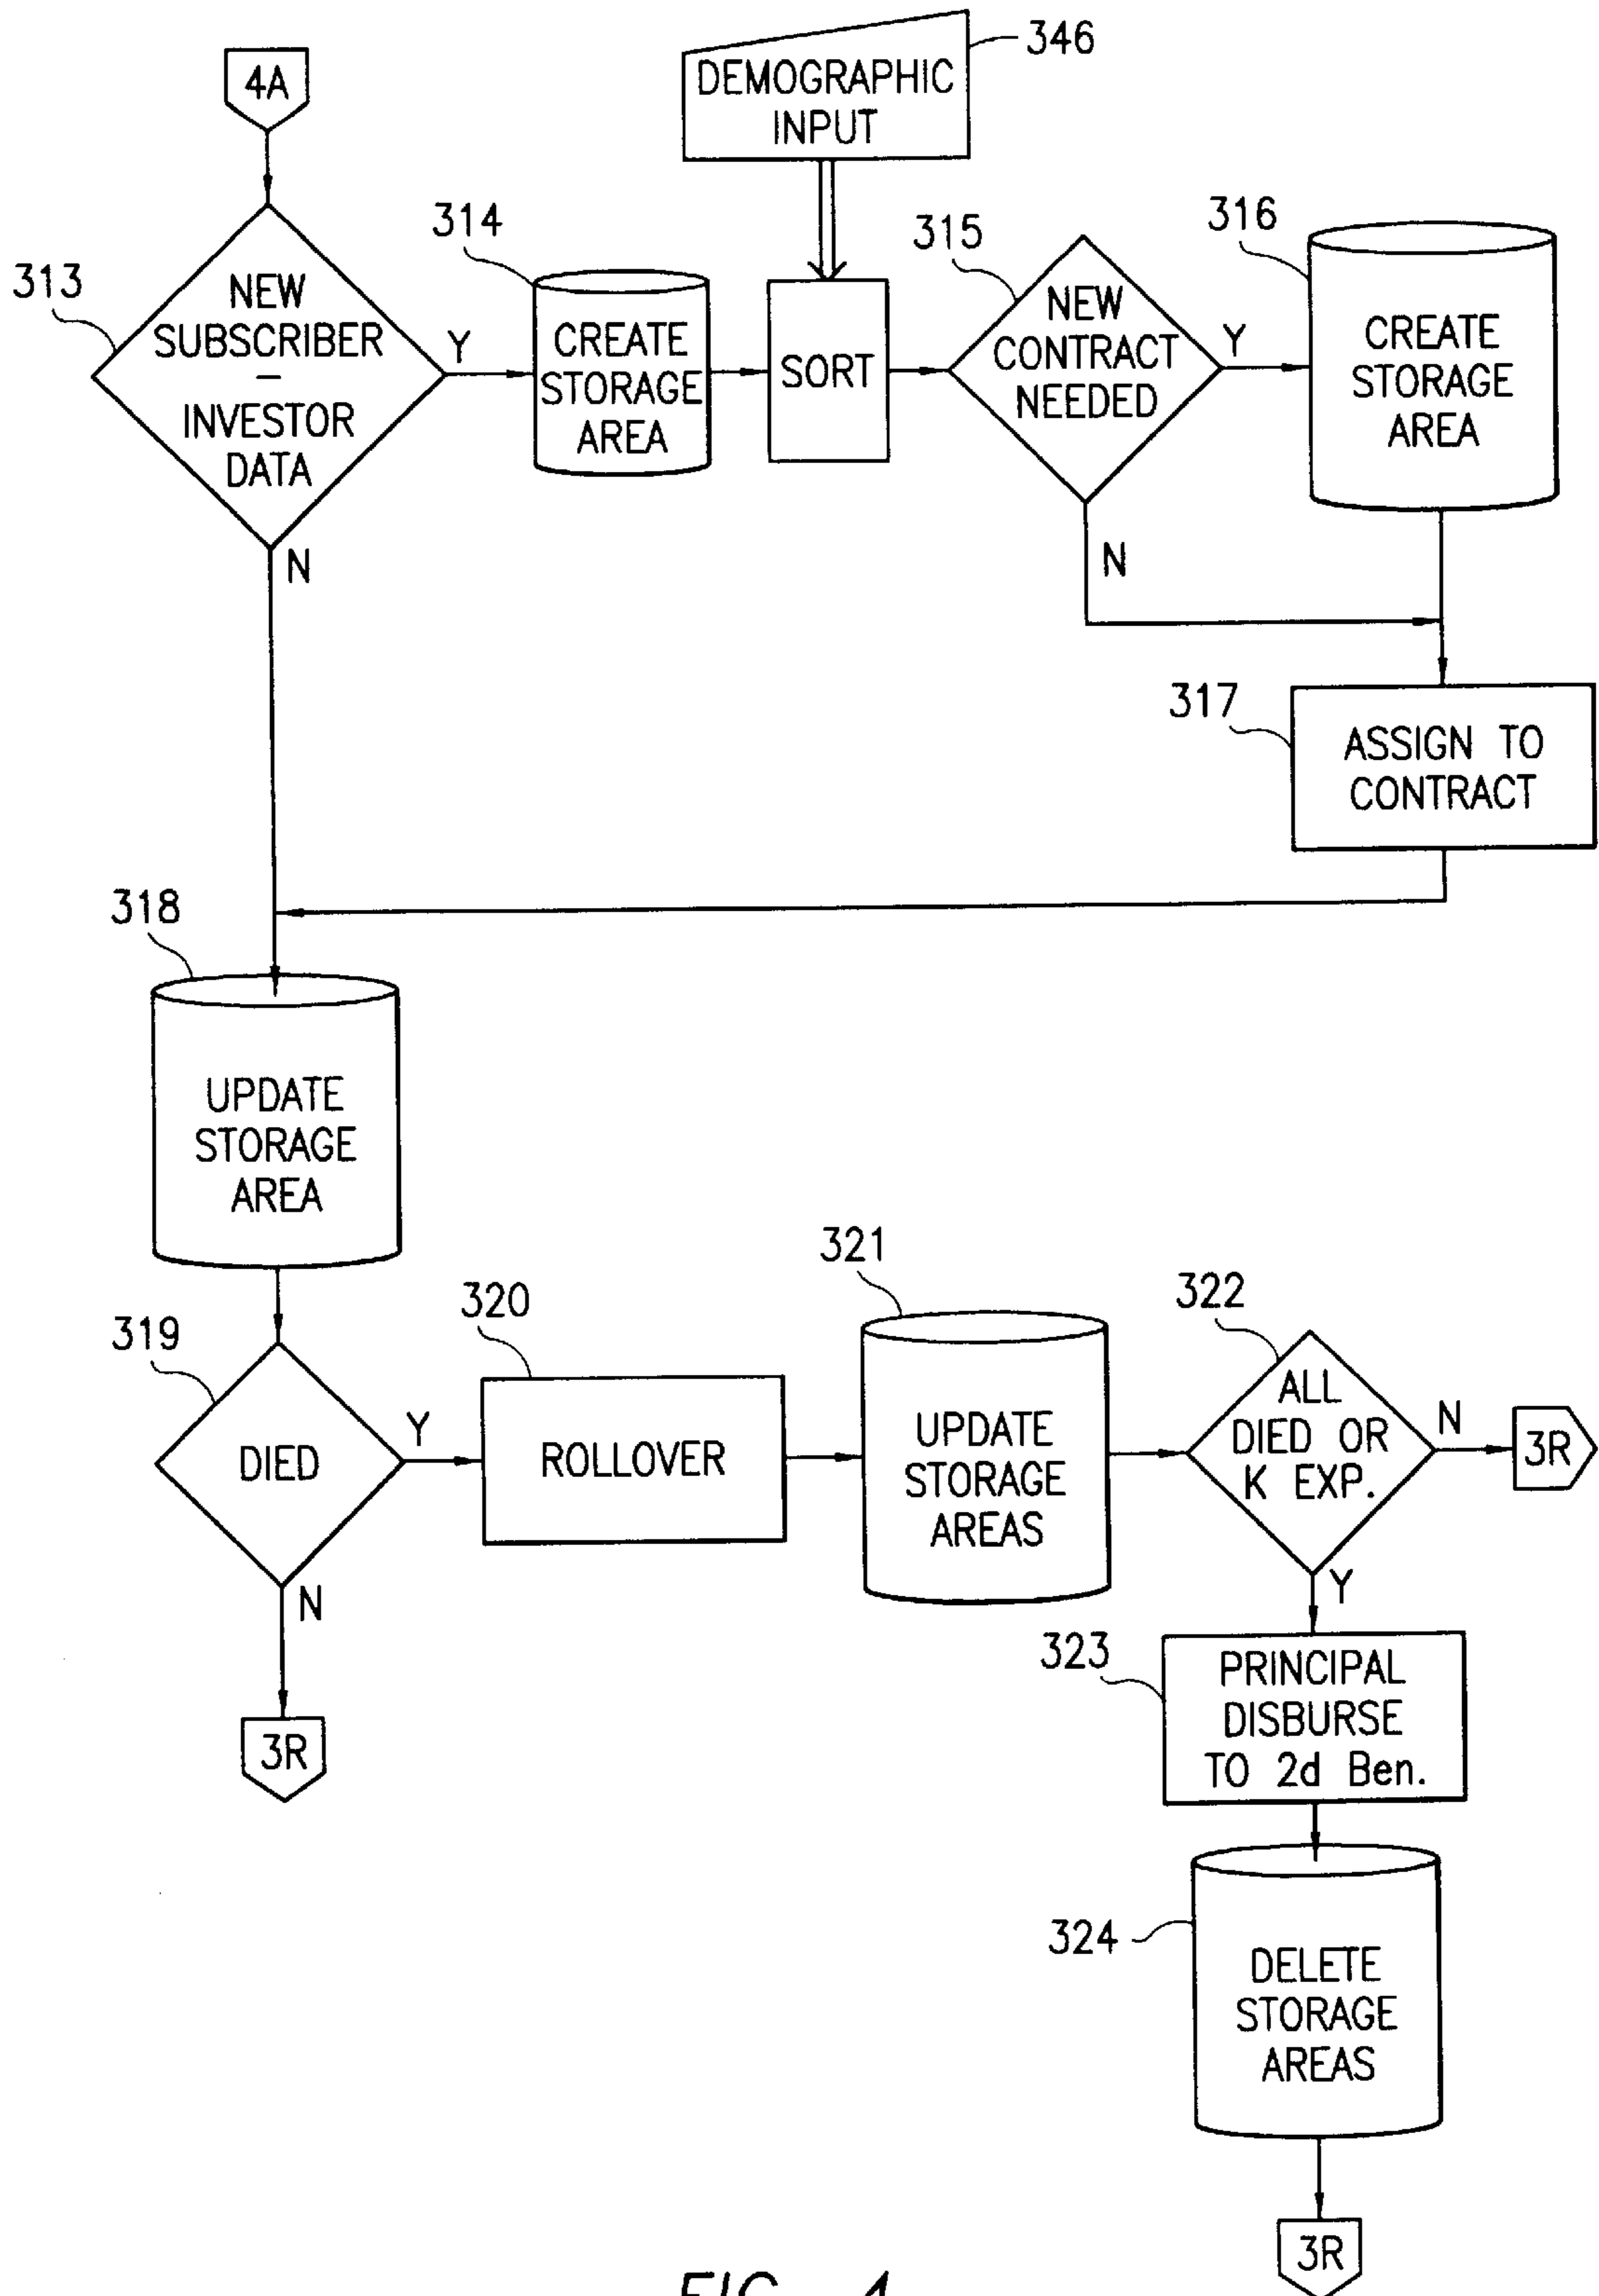 4A
DEMOGRAPHIC
INPUT
346
313
NEW
SUBSCRIBER
–
INVESTOR
DATA
Y
N
314
CREATE
STORAGE
AREA
SORT
315
NEW
CONTRACT
NEEDED
Y
N
316
CREATE
STORAGE
AREA
317
ASSIGN TO
CONTRACT
318
UPDATE
STORAGE
AREA
319
DIED
Y
N
3R
320
ROLLOVER
321
UPDATE
STORAGE
AREAS
322
ALL
DIED OR
K EXP.
N
3R
Y
323
PRINCIPAL
DISBURSE
TO 2d Ben.
324
DELETE
STORAGE
AREAS
3R